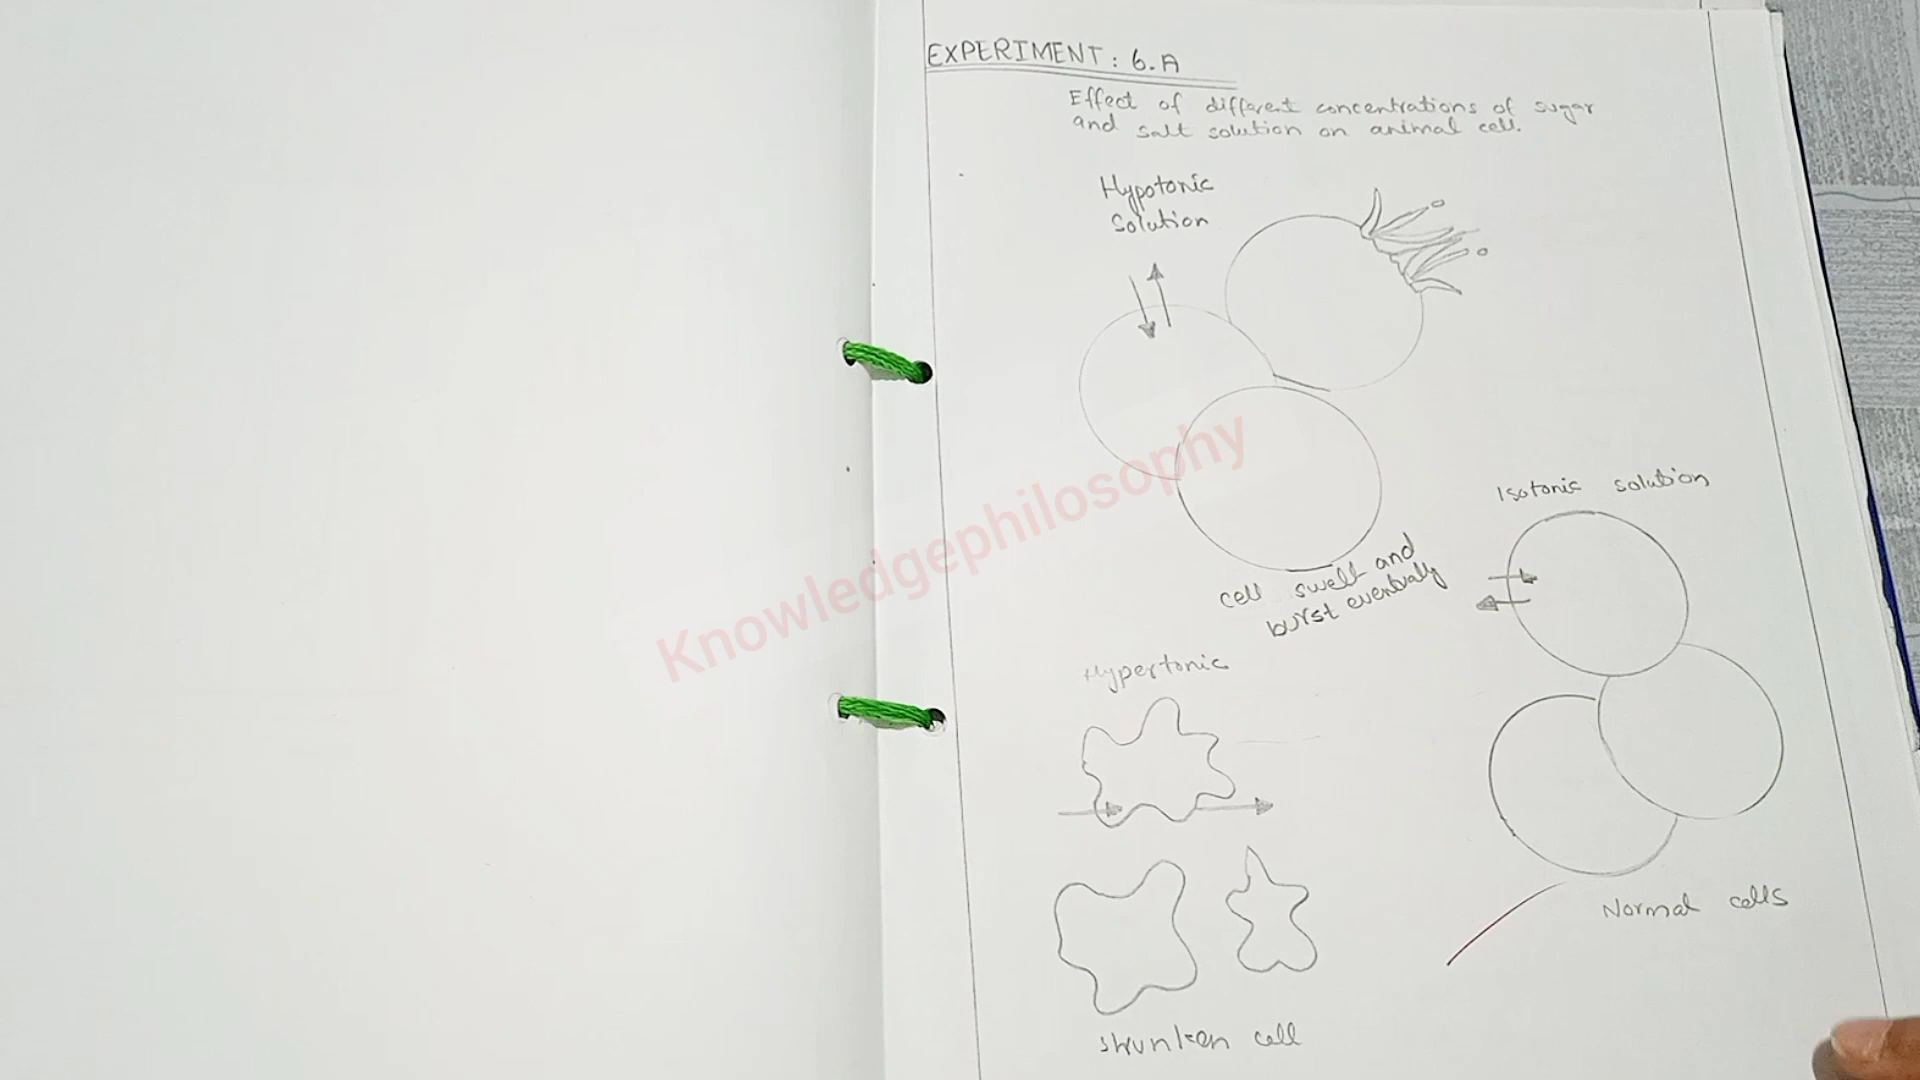 EXPERIMENT: 6.A
Effect of different concentrations of sugar
and salt solution on animal cell.
Hypotonic
Solution
Isotonic solution
cell swell and
burst eventually
Hypertonic
Normal cells
Shrunken cell
Knowledgephilosophy